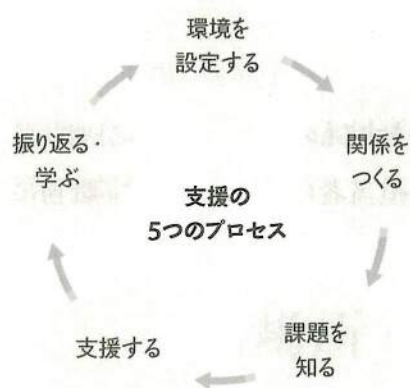 環境を
設定する
関係を
つくる
課題を
知る
支援する
振り返る・
学ぶ
支援の
5つのプロセス